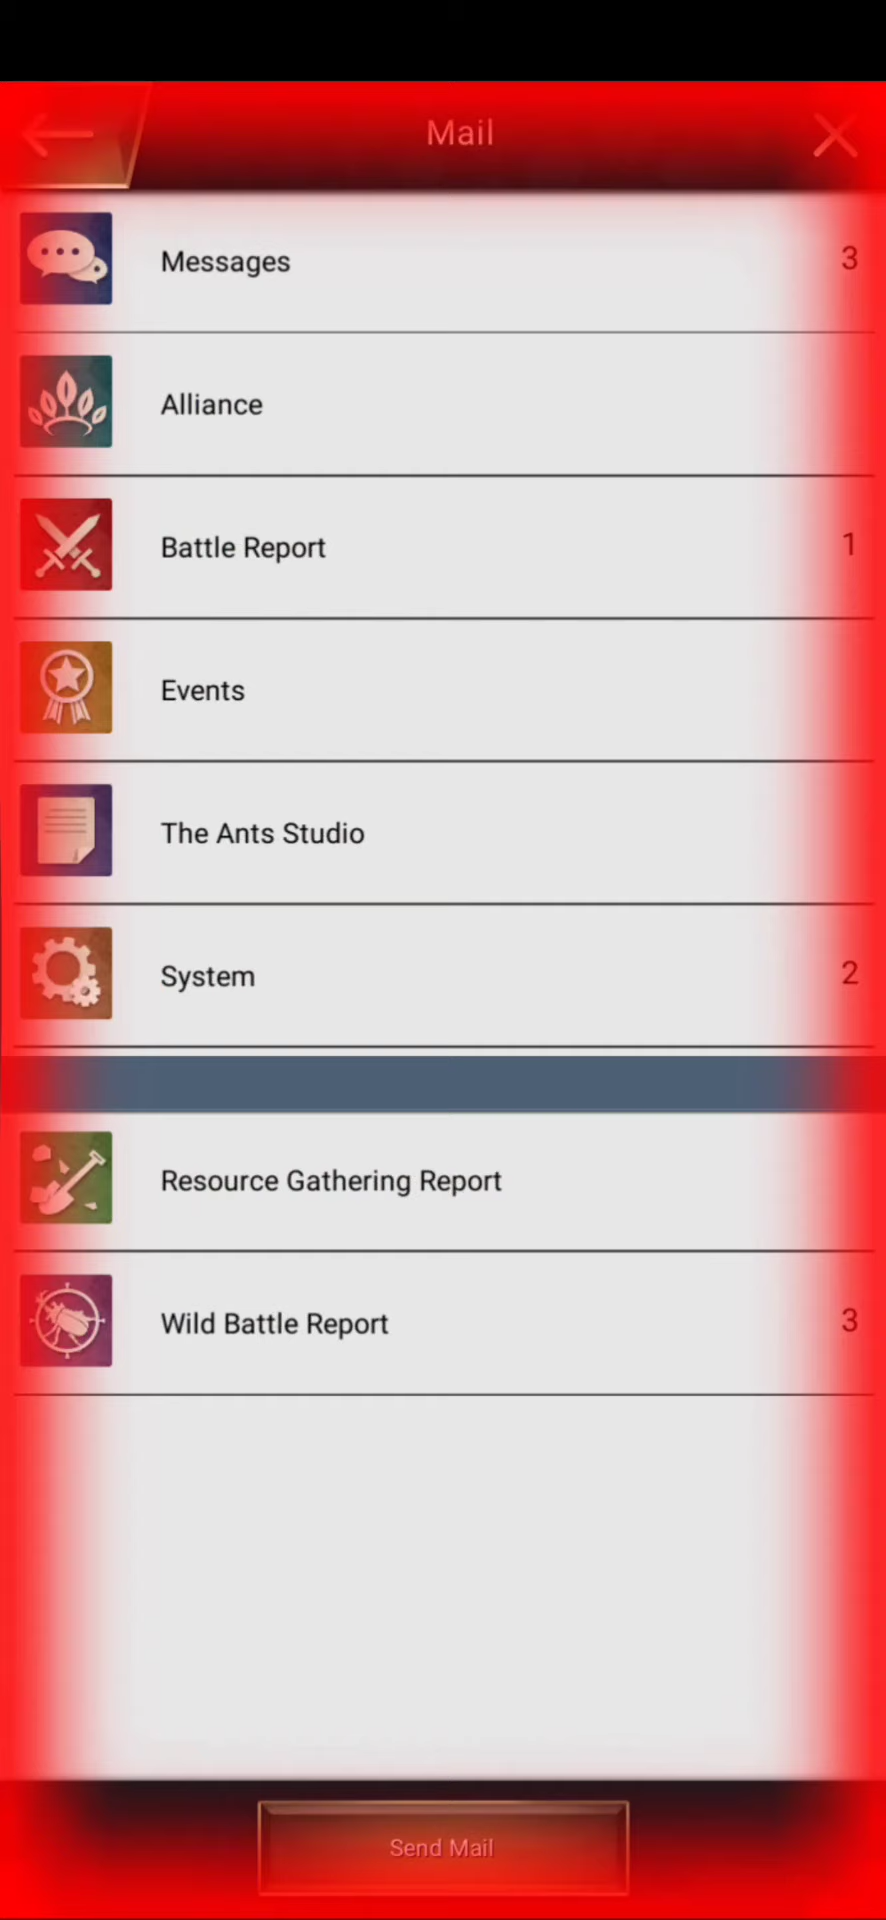 Mail
Messages
3
Alliance
Battle Report
1
Events
The Ants Studio
System
2
Resource Gathering Report
Wild Battle Report
3
Send Mail